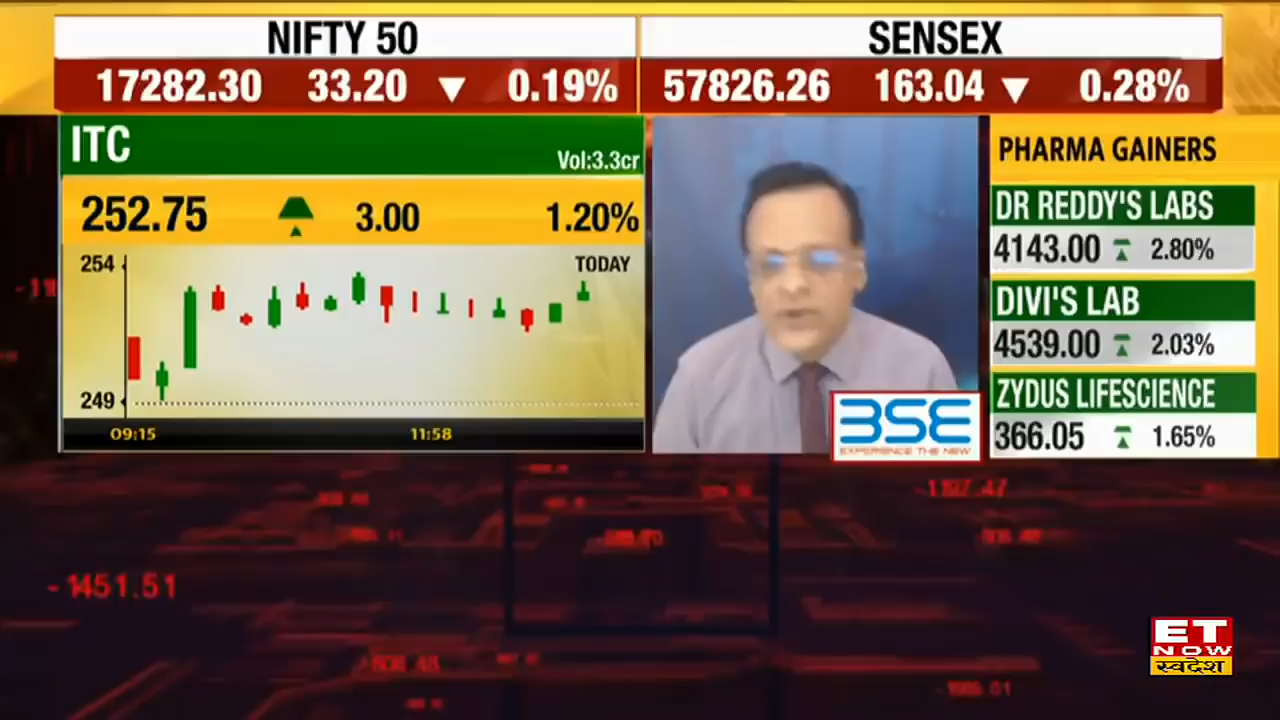 NIFTY 50
17282.30 33.20 ▼ 0.19%
SENSEX
57826.26 163.04 ▼ 0.28%
ITC
Vol:3.3cr
252.75 ▲ 3.00 1.20%
254
TODAY
249
09:15 11:58
BSE
EXPERIENCE THE NEW
PHARMA GAINERS
DR REDDY'S LABS
4143.00 2.80%
DIVI'S LAB
4539.00 2.03%
ZYDUS LIFESCIENCE
366.05 1.65%
-1197.47
-1451.51
ET
NOW
स्वदेश